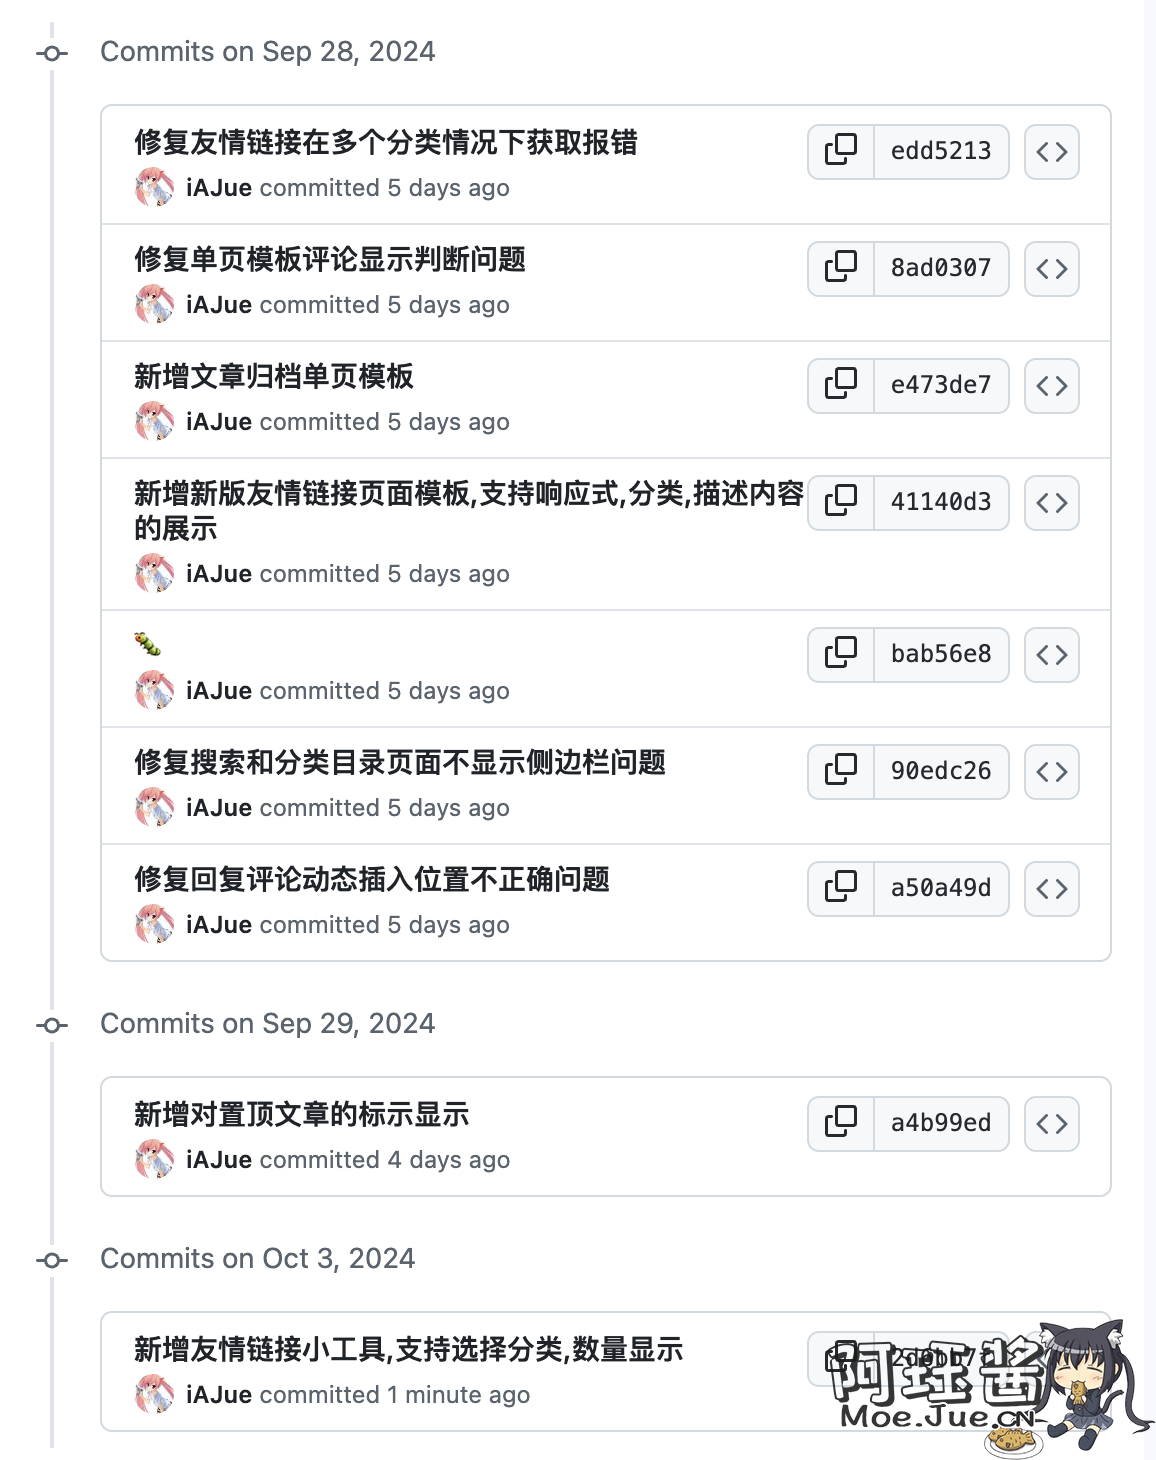 Commits on Sep 28, 2024
修复友情链接在多个分类情况下获取报错
edd5213
iAJue committed 5 days ago
修复单页模板评论显示判断问题
8ad0307
iAJue committed 5 days ago
新增文章归档单页模板
e473de7
iAJue committed 5 days ago
新增新版友情链接页面模板,支持响应式,分类,描述内容
的展示
41140d3
iAJue committed 5 days ago
bab56e8
iAJue committed 5 days ago
修复搜索和分类目录页面不显示侧边栏问题
90edc26
iAJue committed 5 days ago
修复回复评论动态插入位置不正确问题
a50a49d
iAJue committed 5 days ago
Commits on Sep 29, 2024
新增对置顶文章的标示显示
a4b99ed
iAJue committed 4 days ago
Commits on Oct 3, 2024
新增友情链接小工具,支持选择分类,数量显示
iAJue committed 1 minute ago
阿珏酱
Moe.Jue.CN